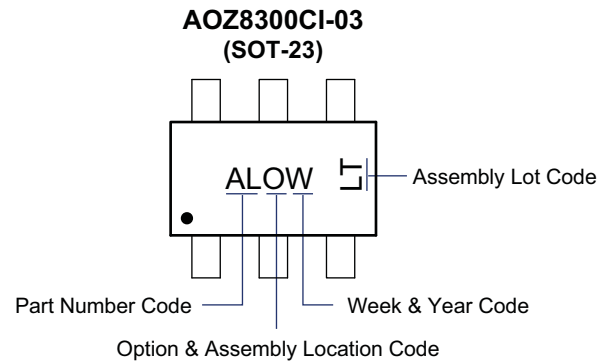 AOZ8300CI-03
(SOT-23)
ALOW
LT
Assembly Lot Code
Part Number Code
Week & Year Code
Option & Assembly Location Code